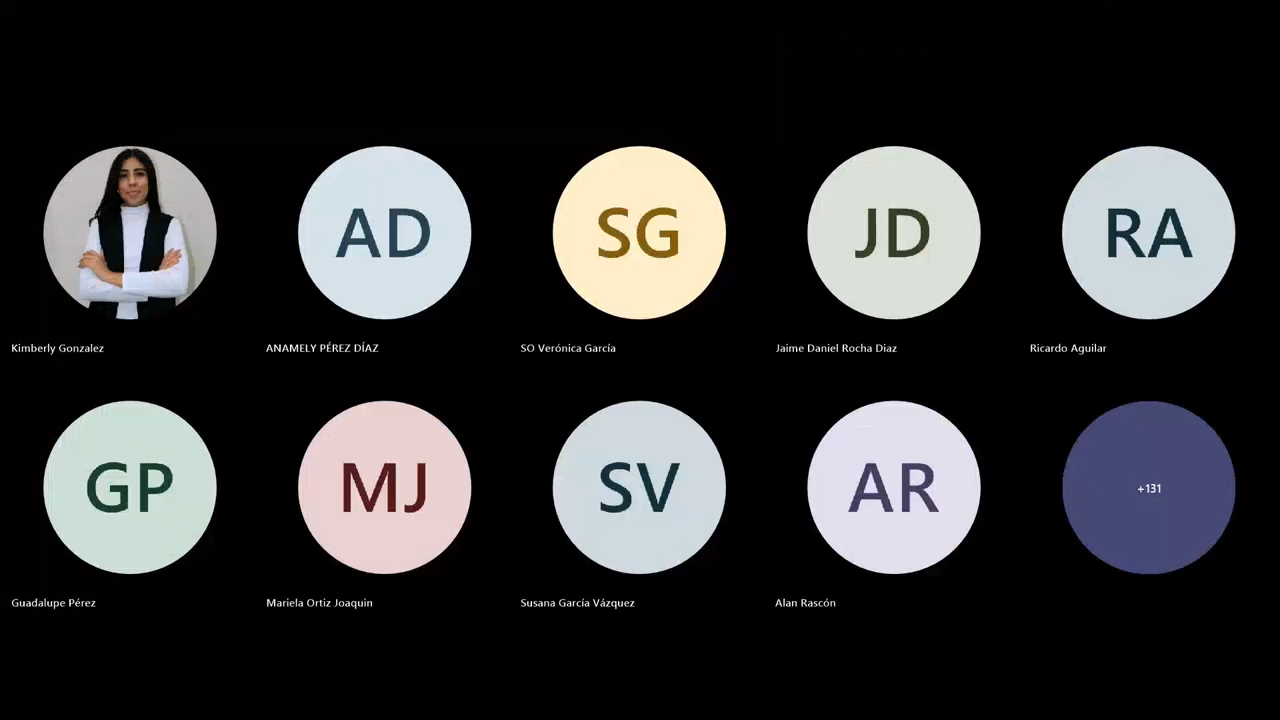 AD
SG
JD
RA
Kimberly Gonzalez
ANAMELY PÉREZ DÍAZ
SO Verónica García
Jaime Daniel Rocha Diaz
Ricardo Aguilar
GP
MJ
SV
AR
+131
Guadalupe Pérez
Mariela Ortiz Joaquin
Susana García Vázquez
Alan Rascón